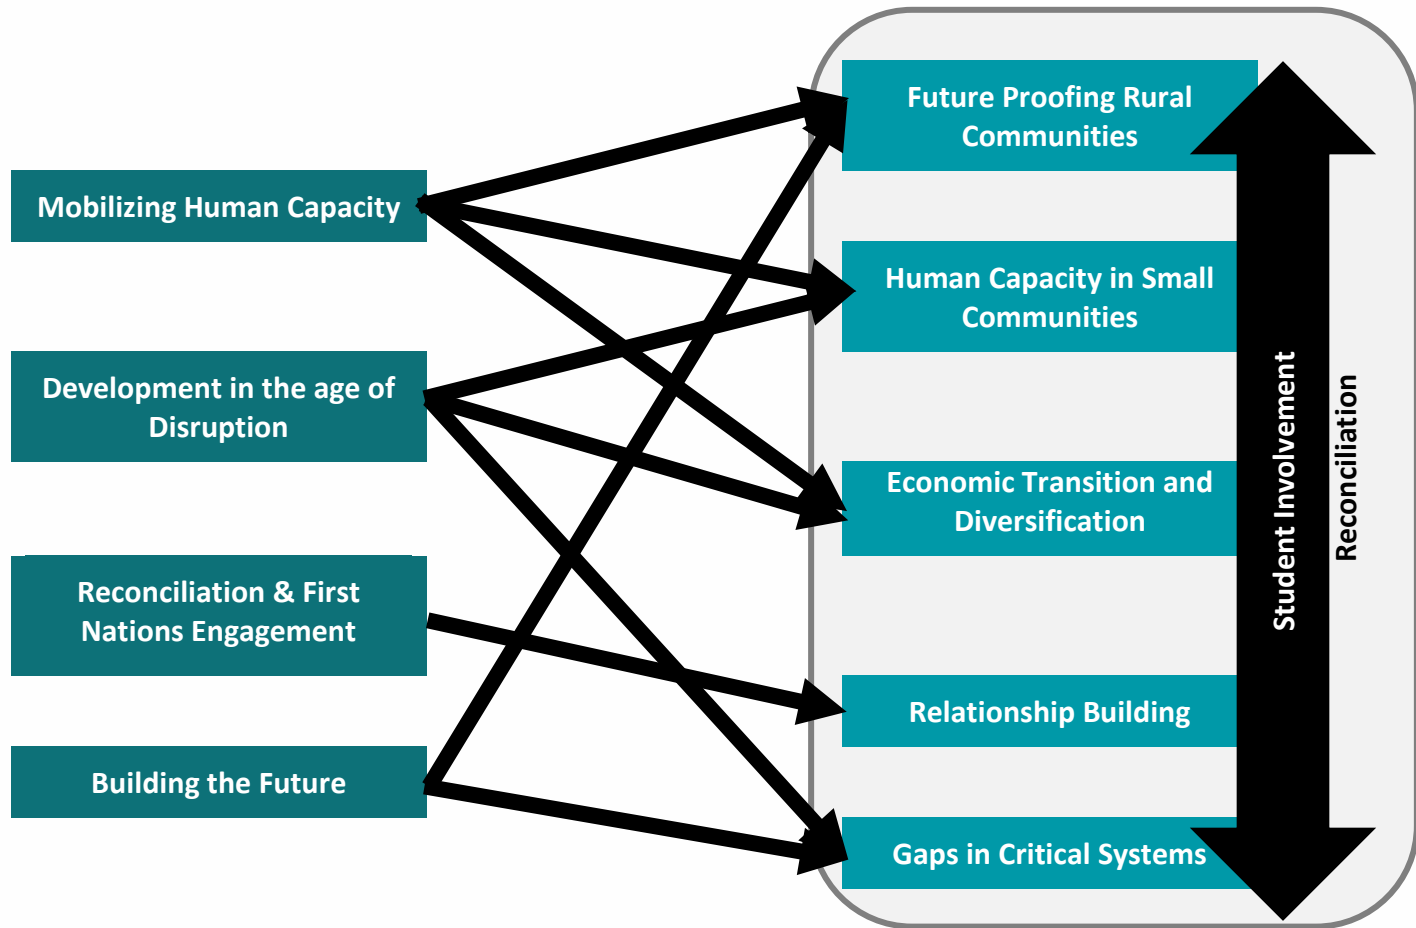 Mobilizing Human Capacity
Development in the age of
Disruption
Reconciliation & First
Nations Engagement
Building the Future
Future Proofing Rural
Communities
Human Capacity in Small
Communities
Economic Transition and
Diversification
Relationship Building
Gaps in Critical Systems
Student Involvement
Reconciliation